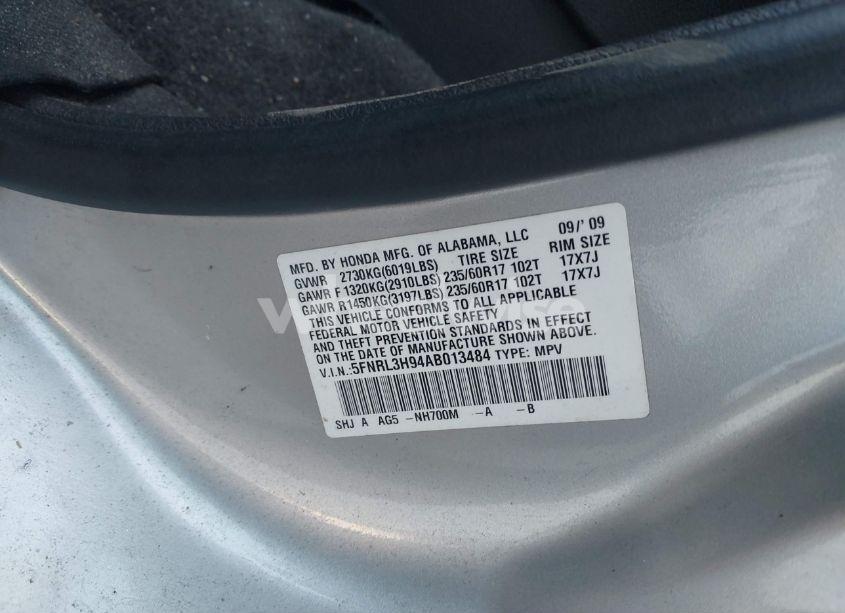 MFD. BY HONDA MFG. OF ALABAMA, LLC 09/'09
GVWR 2730KG(6019LBS) TIRE SIZE RIM SIZE
GAWR F1320KG(2910LBS)235/60R17 102T 17X7J
GAWR R1450KG(3197LBS)235/60R17 102T 17X7J
THIS VEHICLE CONFORMS TO ALL APPLICABLE
FEDERAL MOTOR VEHICLE SAFETY
AND THEFT PREVENTION STANDARDS IN EFFECT
ON THE DATE OF MANUFACTURE SHOWN ABOVE.
V.I.N.:5FNRL3H94AB013484 TYPE: MPV
SHJ A AG5 -NH700M -A -B